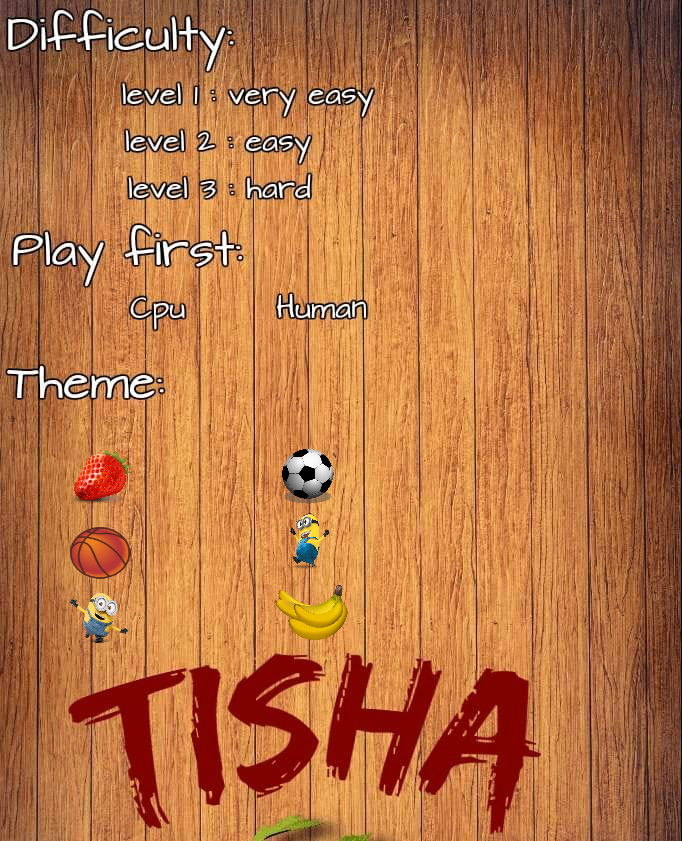 Difficulty:
level 1 : very easy
level 2 : easy
level 3 : hard
Play first:
Cpu Human
Theme:
TISHA